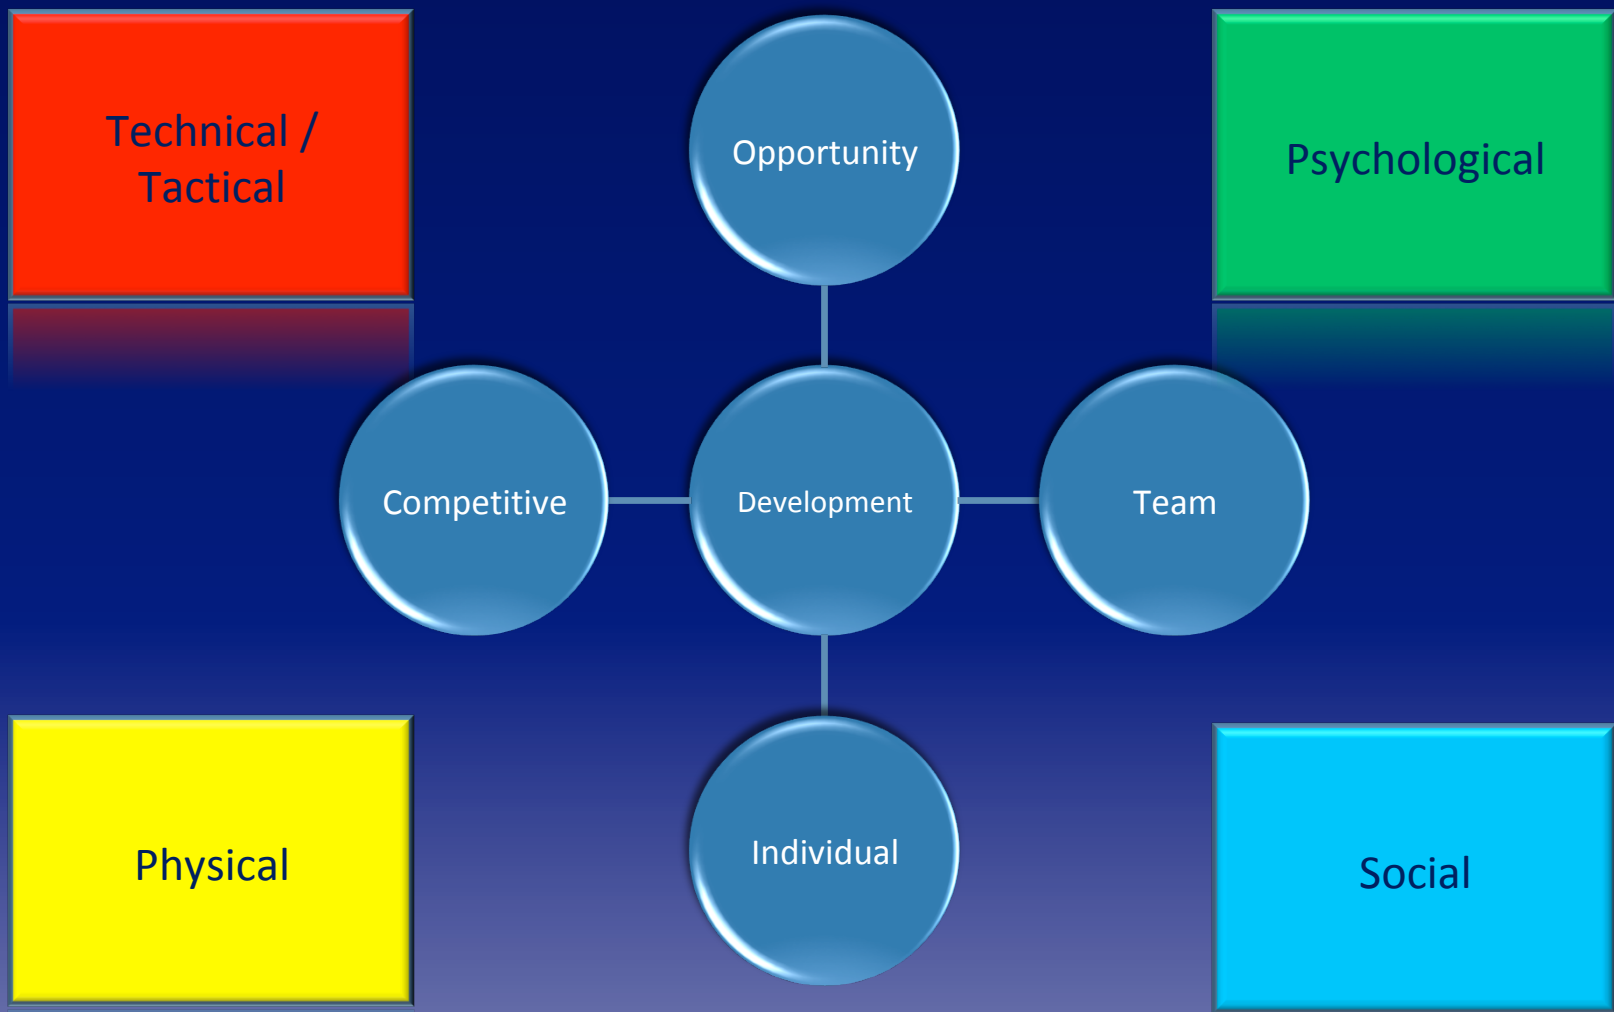 Technical /
Tactical
Opportunity
Psychological
Competitive
Development
Team
Physical
Individual
Social